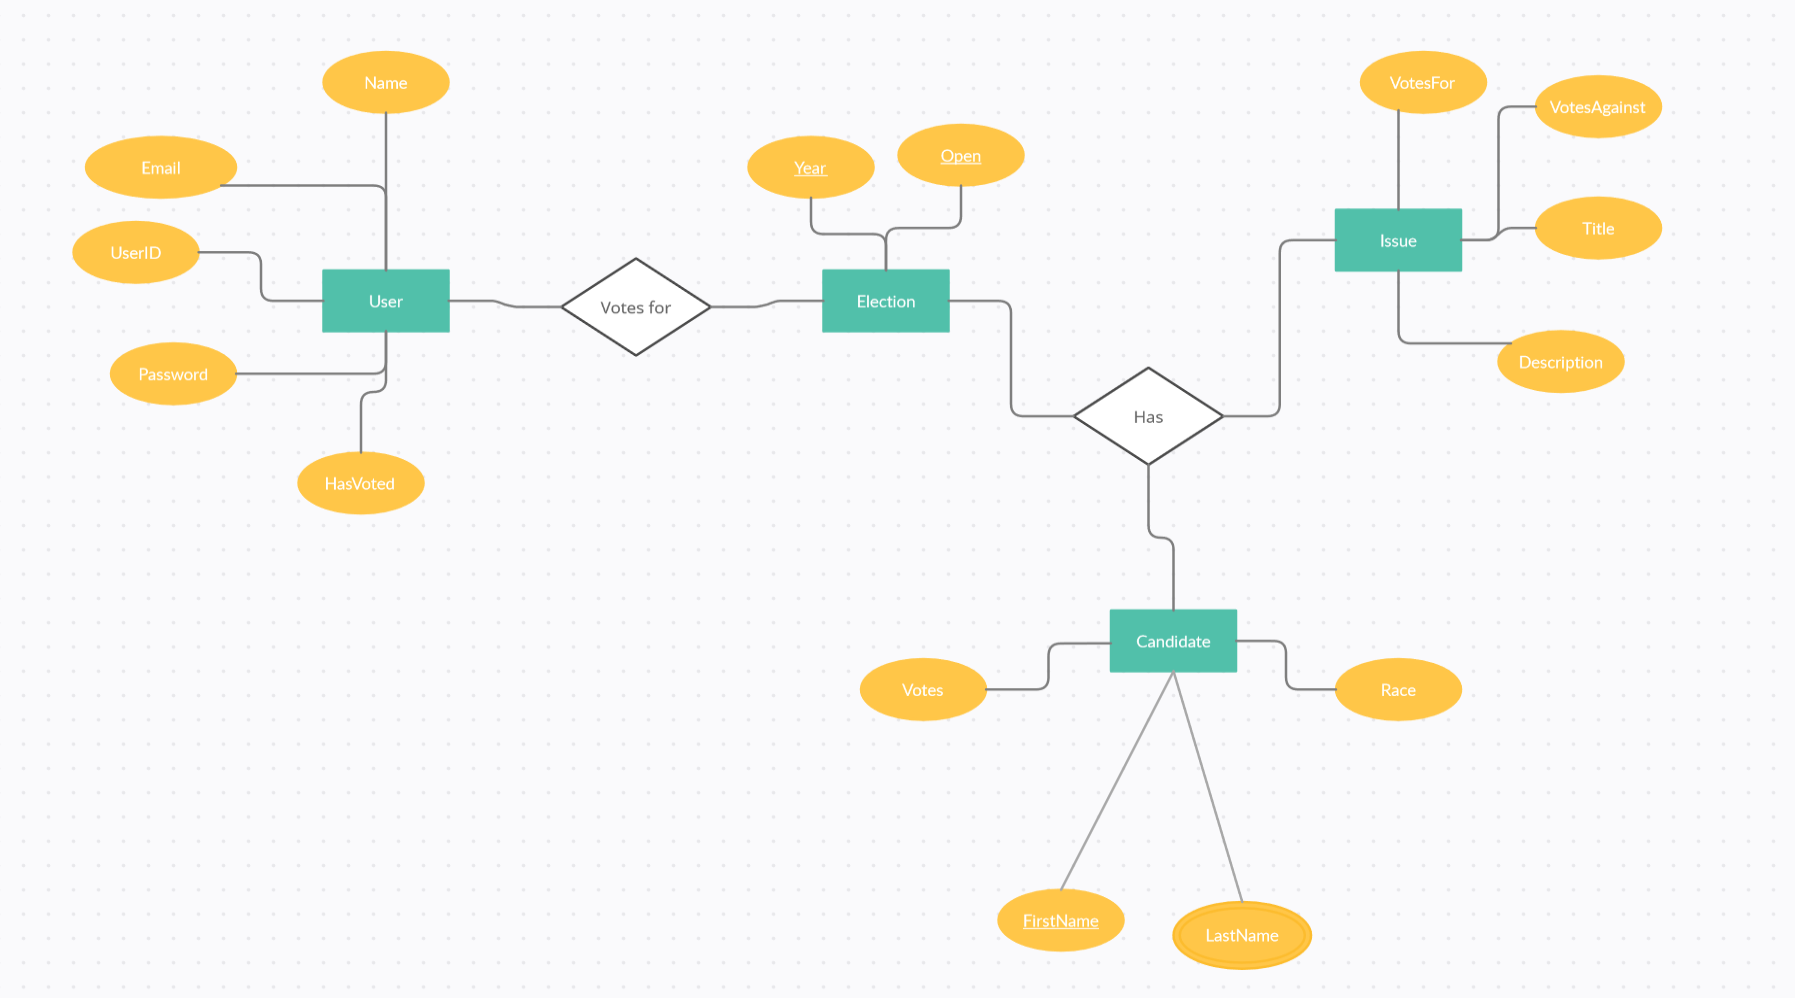 Name
VotesFor
VotesAgainst
Email
Year
Open
UserID
Title
Issue
User
Votes for
Election
Password
Description
Has
HasVoted
Candidate
Votes
Race
FirstName
LastName